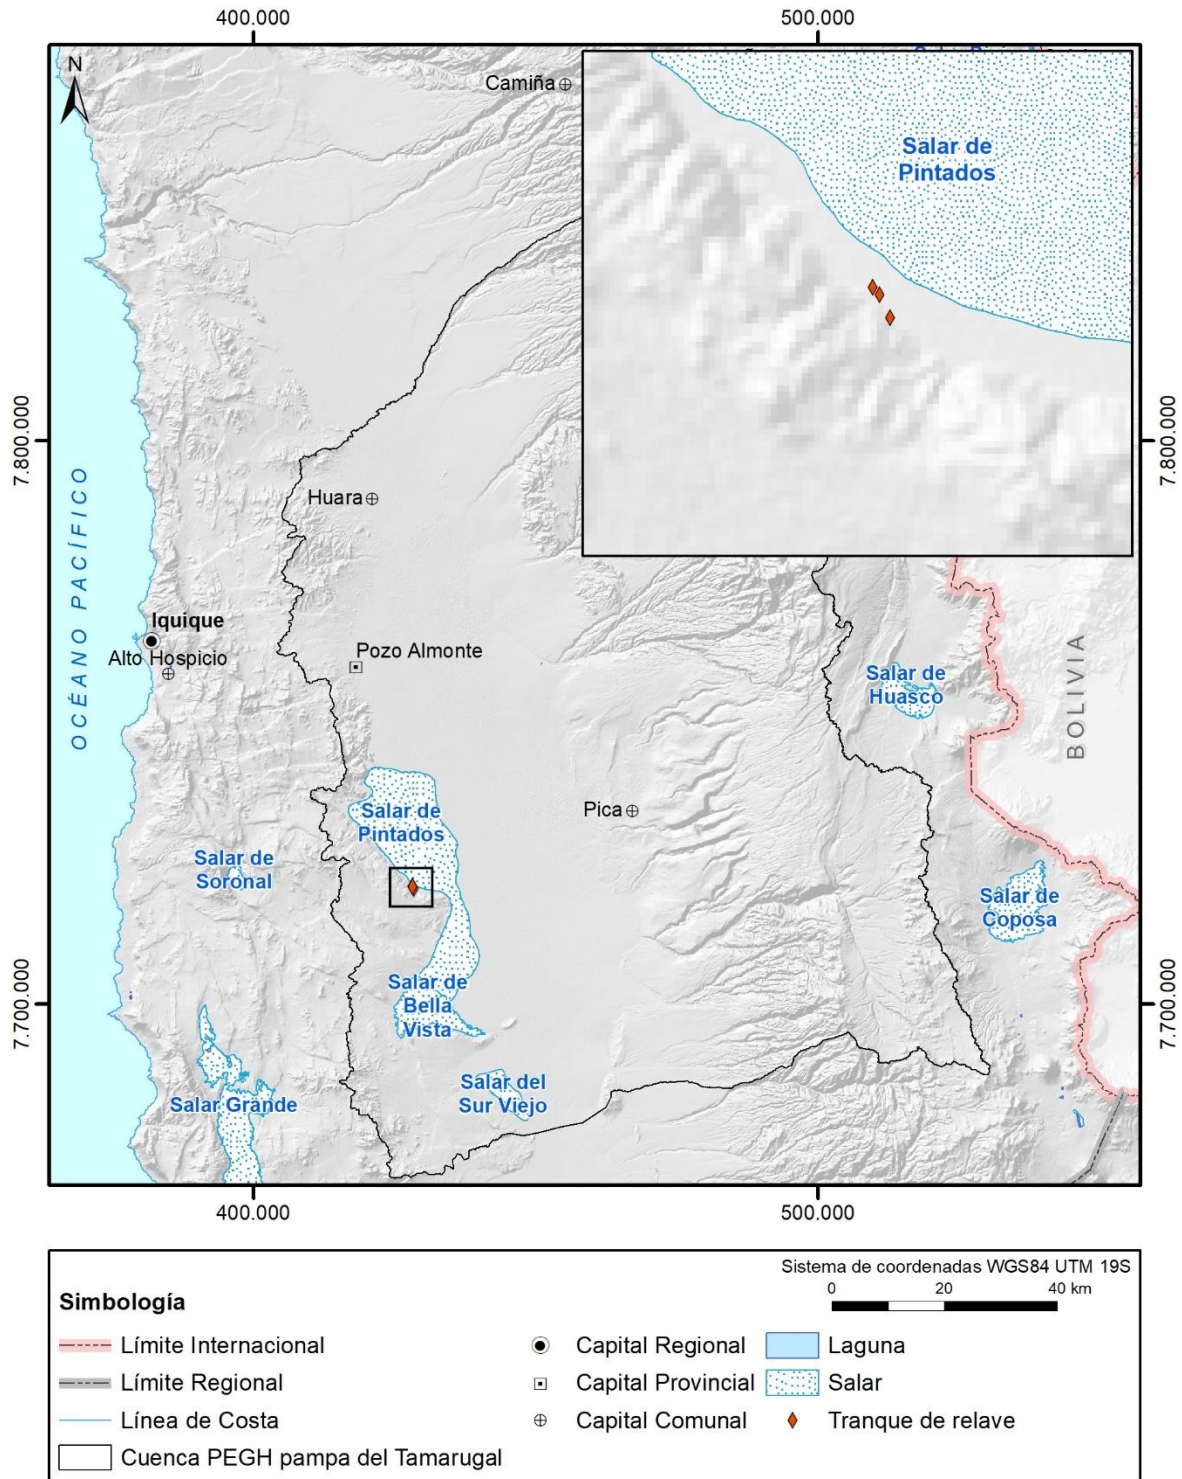 400.000
500.000
N
Camiña
Salar de
Pintados
7.800.000
7.800.000
Huara
OCÉANO PACÍFICO
Iquique
Alto Hospicio
Pozo Almonte
Salar de
Huasco
BOLIVIA
Salar de
Pintados
Pica
Salar de
Soronal
Salar de
Coposa
Salar de
Bella
Vista
7.700.000
7.700.000
Salar Grande
Salar del
Sur Viejo
400.000
500.000
Sistema de coordenadas WGS84 UTM 19S
0 20 40 km
Simbología
Límite Internacional
Capital Regional
Laguna
Límite Regional
Capital Provincial
Salar
Línea de Costa
Capital Comunal
Tranque de relave
Cuenca PEGH pampa del Tamarugal